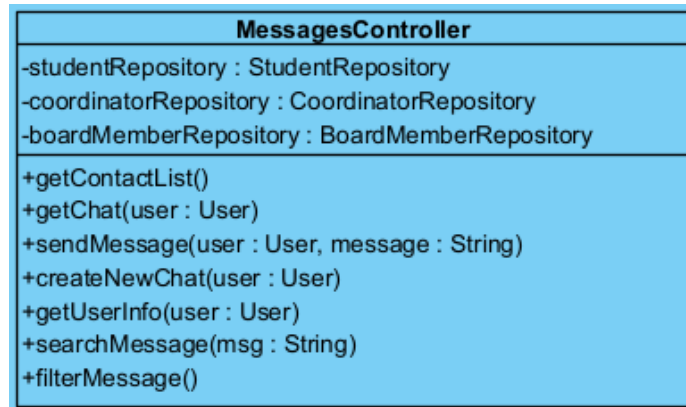 MessagesController
-studentRepository : StudentRepository
-coordinatorRepository : CoordinatorRepository
-boardMemberRepository : BoardMemberRepository
+getContactList()
+getChat(user : User)
+sendMessage(user : User, message : String)
+createNewChat(user : User)
+getUserInfo(user : User)
+searchMessage(msg : String)
+filterMessage()